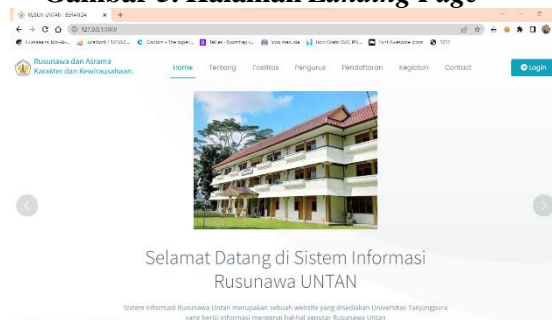 Gambar 3. Halaman Landing Page
RUSUN UNTAN - BERANDA
127.0.0.1:8000
Rusunawa dan Asrama
Karakter dan Kewirausahaan.
Home Tentang Fasilitas Pengurus Pendaftaran Kegiatan Contact
Login
Selamat Datang di Sistem Informasi
Rusunawa UNTAN
Sistem Informasi Rusunawa Untan merupakan sebuah website yang disediakan Universitas Tanjungpura
yang berisi informasi mengenai hal-hal seputar Rusunawa Untan